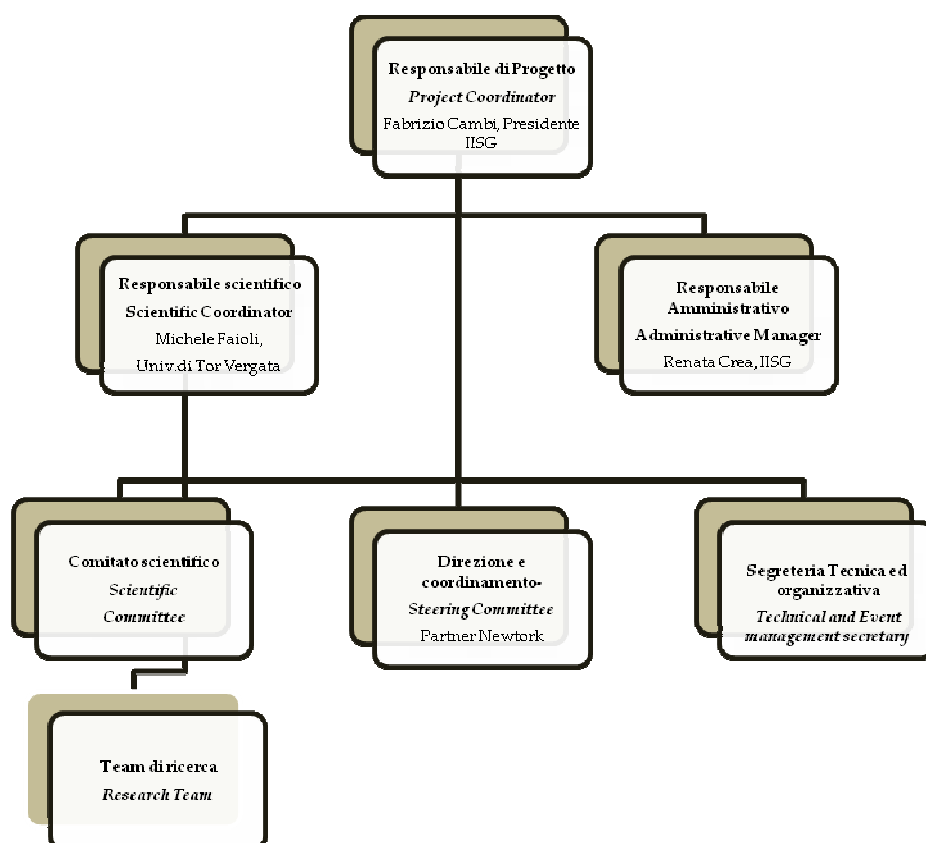 Responsabile di Progetto
Project Coordinator
Fabrizio Cambi, Presidente
IISG
Responsabile scientifico
Scientific Coordinator
Michele Faioli,
Univ.di Tor Vergata
Responsabile
Amministrativo
Administrative Manager
Renata Crea, IISG
Comitato scientifico
Scientific
Committee
Direzione e
coordinamento-
Steering Committee
Partner Newtork
Segreteria Tecnica ed
organizzativa
Technical and Event
management secretary
Team di ricerca
Research Team